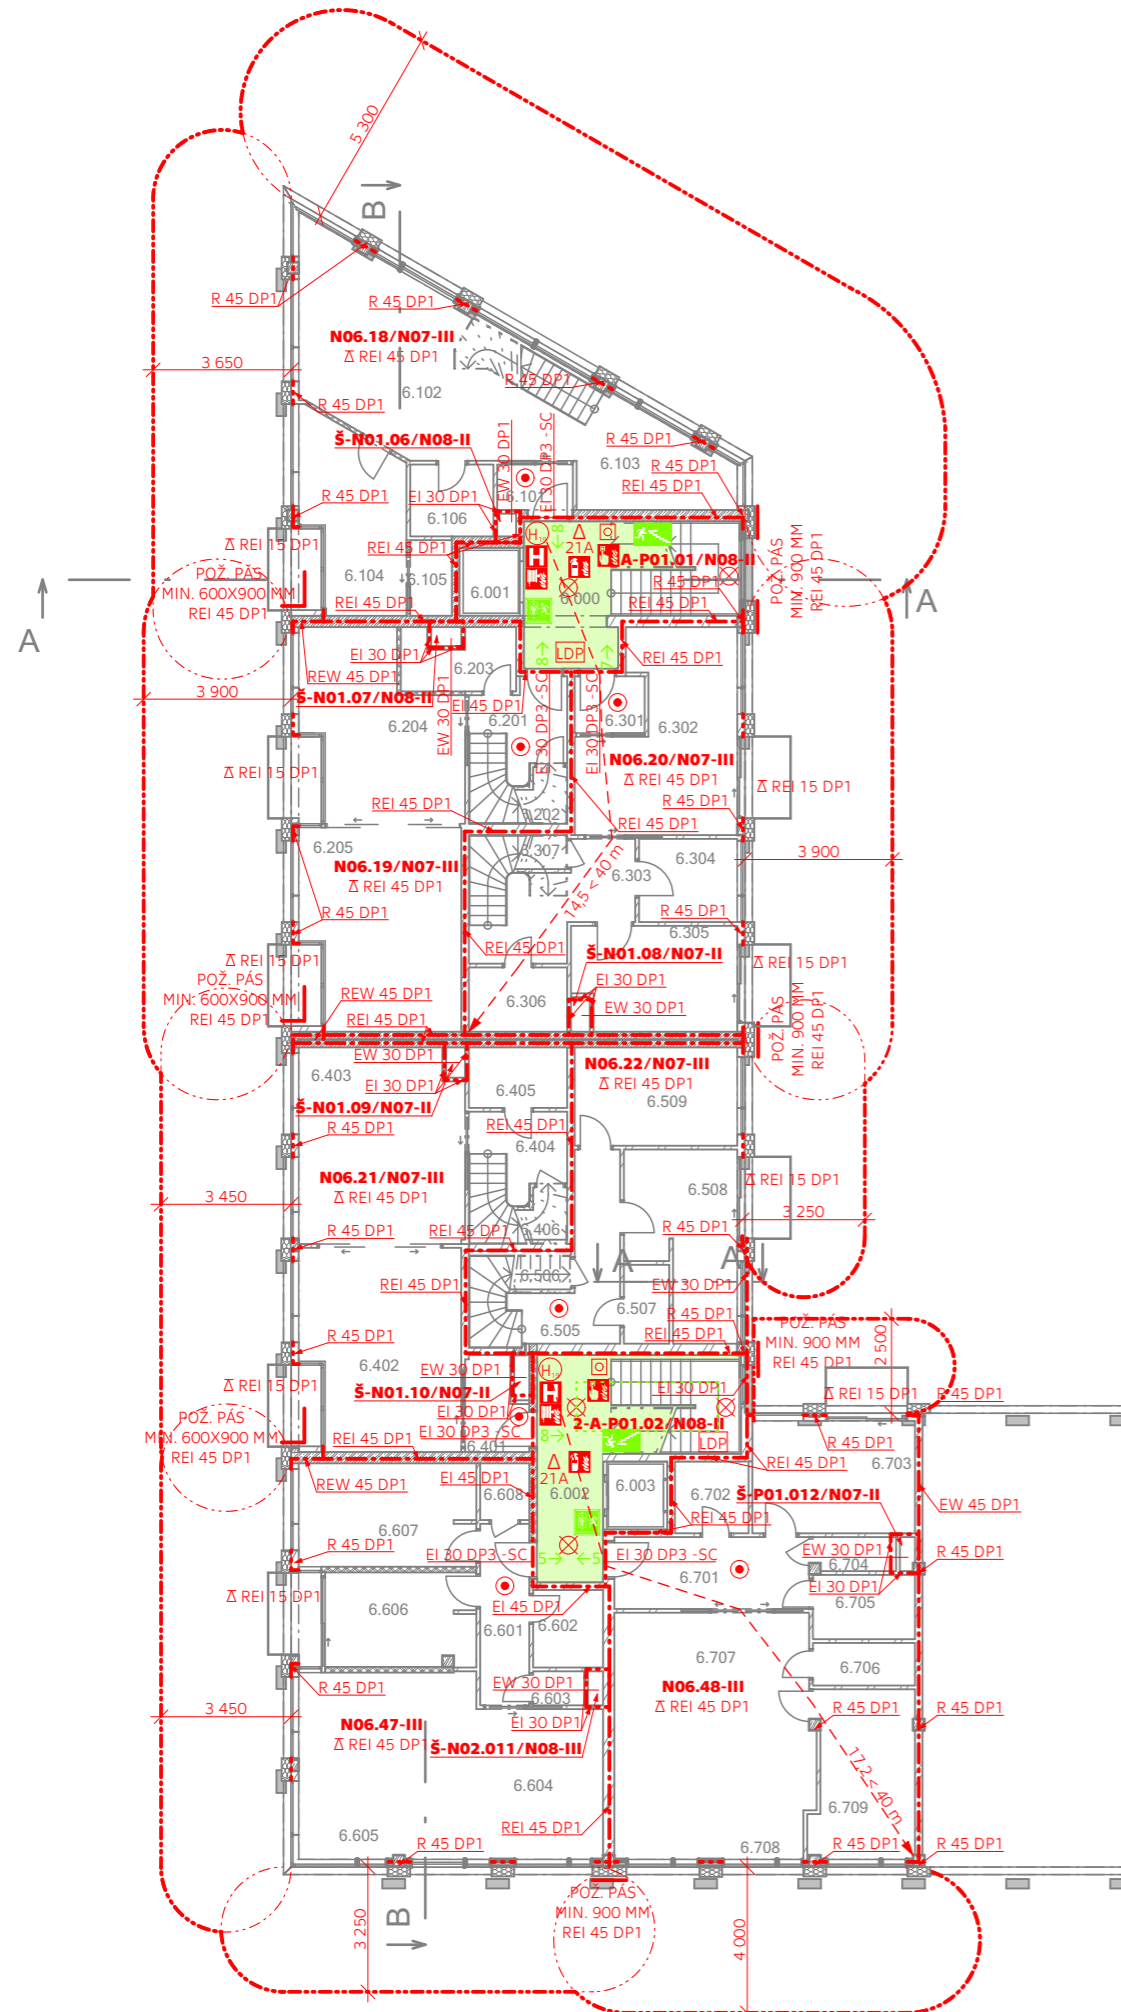 5 300
B
R 45 DP1
R 45 DP1
N06.18/N07-III
Δ REI 45 DP1
3 650
R 45 DP1
6.102
R 45 DP1
Š-N01.06/N08-II
R 45 DP1
6.103
R 45 DP1
REI 45 DP1
EW 30 DP1
EI 30 DP3 -SC
6.101
R 45 DP1
EI 30 DP1
6.106
REI 45 DP1
Δ REI 15 DP1
POŽ. PÁS
MIN. 600X900 MM
REI 45 DP1
6.104
6.105
6.001
H
21A
8
A-P01.01/N08-II
6.000
R 45 DP1
REI 45 DP1
POŽ. PÁS
MIN. 900 MM
REI 45 DP1
A
A
REI 45 DP1
EI 30 DP1
REW 45 DP1
6.203
8
LDP
7
REI 45 DP1
3 900
Š-N01.07/N08-II
6.204
EW 30 DP1
EI 45 DP1
6.201
EI 30 DP3 -SC
EI 30 DP3 -SC
6.301
6.302
Δ REI 15 DP1
N06.20/N07-III
Δ REI 45 DP1
Δ REI 15 DP1
REI 45 DP1
6.202
R 45 DP1
REI 45 DP1
6.205
6.307
N06.19/N07-III
Δ REI 45 DP1
6.304
6.303
3 900
14,5 < 40 m
R 45 DP1
R 45 DP1
6.305
Δ REI 15 DP1
REI 45 DP1
Š-N01.08/N07-II
Δ REI 15 DP1
POŽ. PÁS
MIN. 600X900 MM
REI 45 DP1
EI 30 DP1
6.306
EW 30 DP1
REW 45 DP1
REI 45 DP1
POŽ. PÁS
MIN. 900 MM
REI 45 DP1
EW 30 DP1
6.403
EI 30 DP1
N06.22/N07-III
Δ REI 45 DP1
6.405
6.509
Š-N01.09/N07-II
R 45 DP1
REI 45 DP1
6.404
N06.21/N07-III
Δ REI 45 DP1
Δ REI 15 DP1
6.508
3 450
3 250
R 45 DP1
REI 45 DP1
6.406
R 45 DP1
A
A
6.506
REI 45 DP1
EW 30 DP1
6.507
6.505
R 45 DP1
REI 45 DP1
POŽ. PÁS
MIN. 900 MM
REI 45 DP1
2 500
R 45 DP1
6.402
EW 30 DP1
Δ REI 15 DP1
Š-N01.10/N07-II
H
EI 30 DP1
Δ REI 15 DP1
R 45 DP1
EI 30 DP1
2-A-P01.02/N08-II
POŽ. PÁS
MIN. 600X900 MM
REI 45 DP1
EI 30 DP3 -SC
6.401
8
LDP
R 45 DP1
REI 45 DP1
REI 45 DP1
6.703
REW 45 DP1
EI 45 DP1
21A
6.002
6.003
6.608
6.702
Š-P01.012/N07-II
EW 45 DP1
6.607
REI 45 DP1
R 45 DP1
EI 30 DP3 -SC
5
5
EI 30 DP3 -SC
EW 30 DP1
6.704
R 45 DP1
6.701
EI 30 DP1
Δ REI 15 DP1
6.705
6.606
EI 45 DP1
6.601
6.602
6.707
6.706
R 45 DP1
EW 30 DP1
6.603
N06.48-III
Δ REI 45 DP1
R 45 DP1
R 45 DP1
3 450
N06.47-III
Δ REI 45 DP1
EI 30 DP1
Š-N02.011/N08-III
6.604
17,2 < 40 m
6.709
REI 45 DP1
6.605
R 45 DP1
6.708
R 45 DP1
R 45 DP1
POŽ. PÁS
MIN. 900 MM
REI 45 DP1
B
3 250
4 000